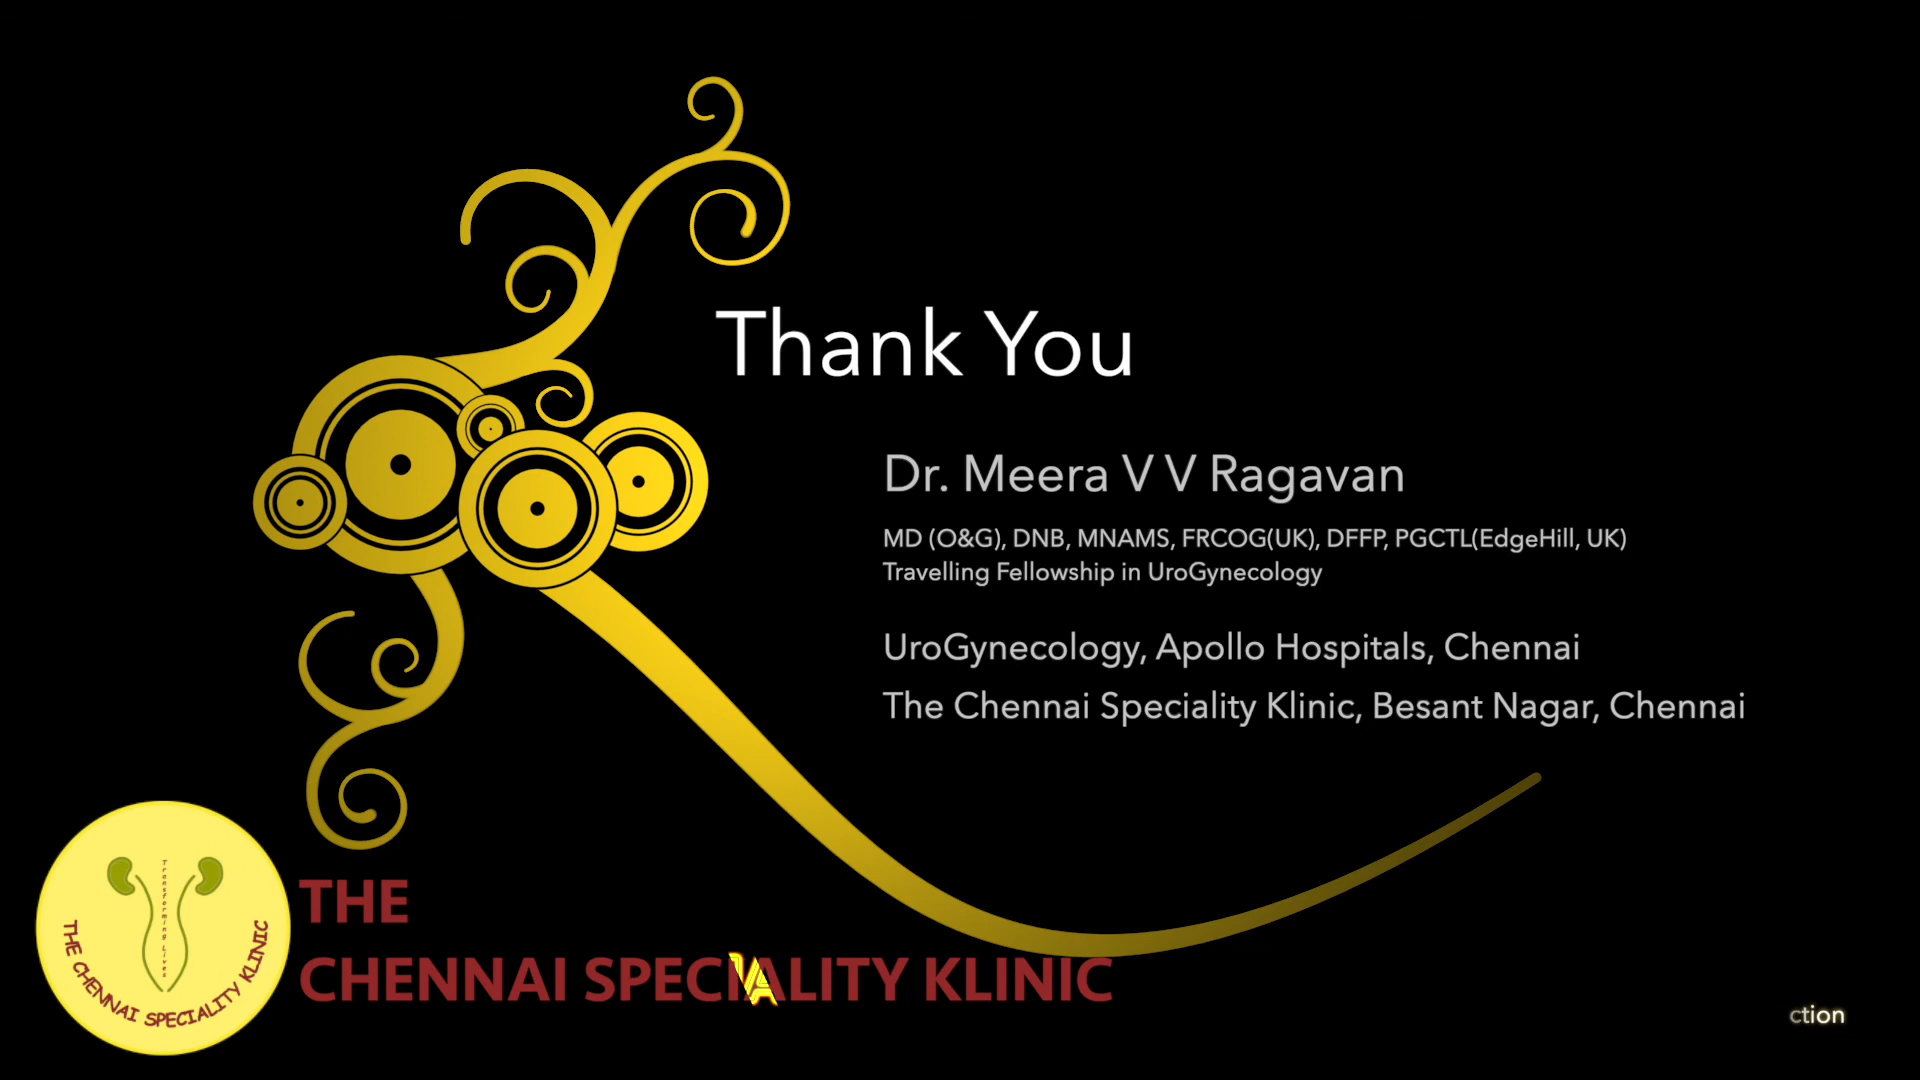 Thank You
Dr. Meera V V Ragavan
MD (O&G), DNB, MNAMS, FRCOG(UK), DFFP, PGCTL(EdgeHill, UK)
Travelling Fellowship in UroGynecology
UroGynecology, Apollo Hospitals, Chennai
The Chennai Speciality Klinic, Besant Nagar, Chennai
Transforming Lives
THE CHENNAI SPECIALITY KLINIC
THE
CHENNAI SPECIALITY KLINIC
ction